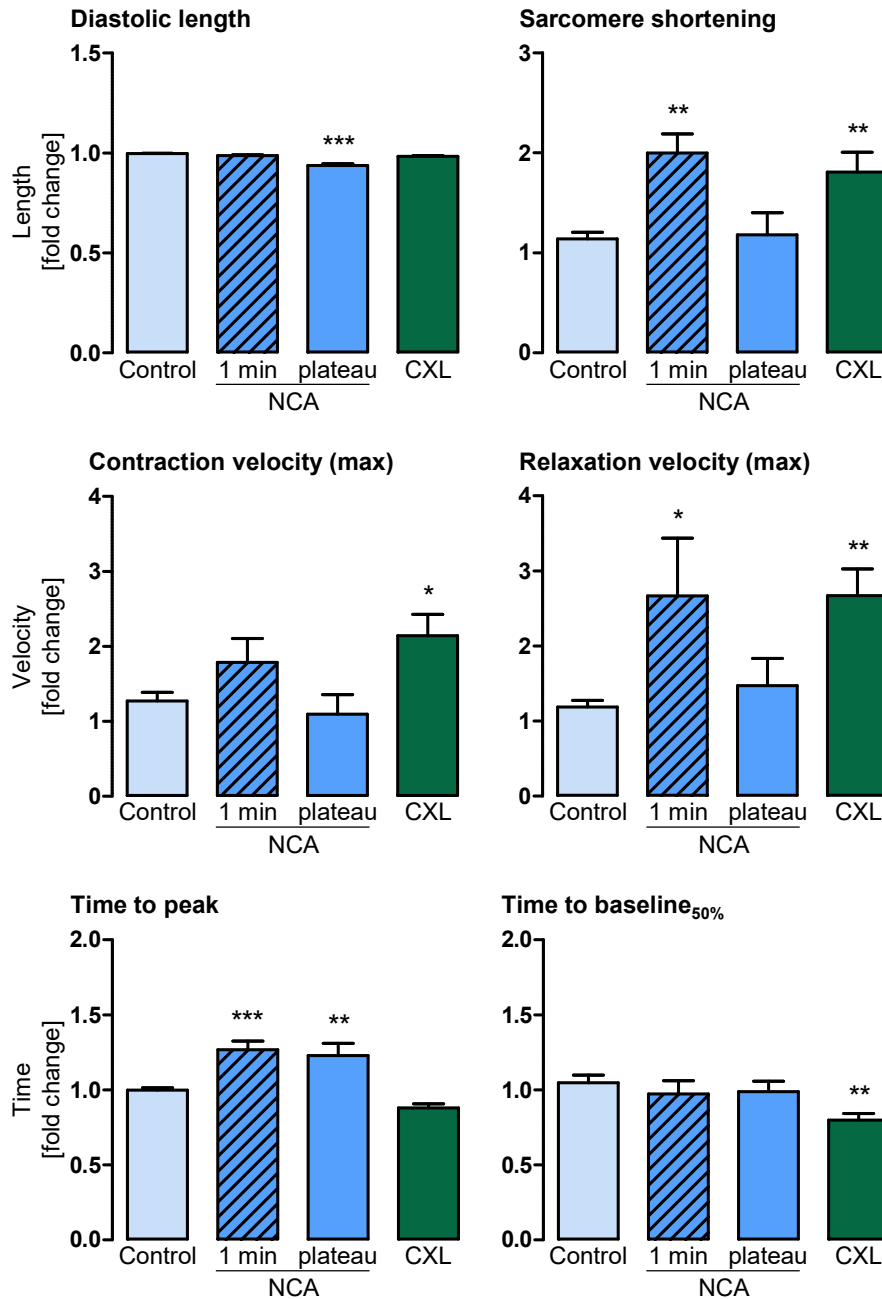 Diastolic length
Length
[fold change]
1.5
1.0
0.5
0.0
***
Control 1 min plateau CXL
NCA
Sarcomere shortening
3
2
1
0
**
**
Control 1 min plateau CXL
NCA
Contraction velocity (max)
Velocity
[fold change]
4
3
2
1
0
*
Control 1 min plateau CXL
NCA
Relaxation velocity (max)
4
3
2
1
0
*
**
Control 1 min plateau CXL
NCA
Time to peak
Time
[fold change]
2.0
1.5
1.0
0.5
0.0
***
**
Control 1 min plateau CXL
NCA
Time to baseline50%
2.0
1.5
1.0
0.5
0.0
**
Control 1 min plateau CXL
NCA